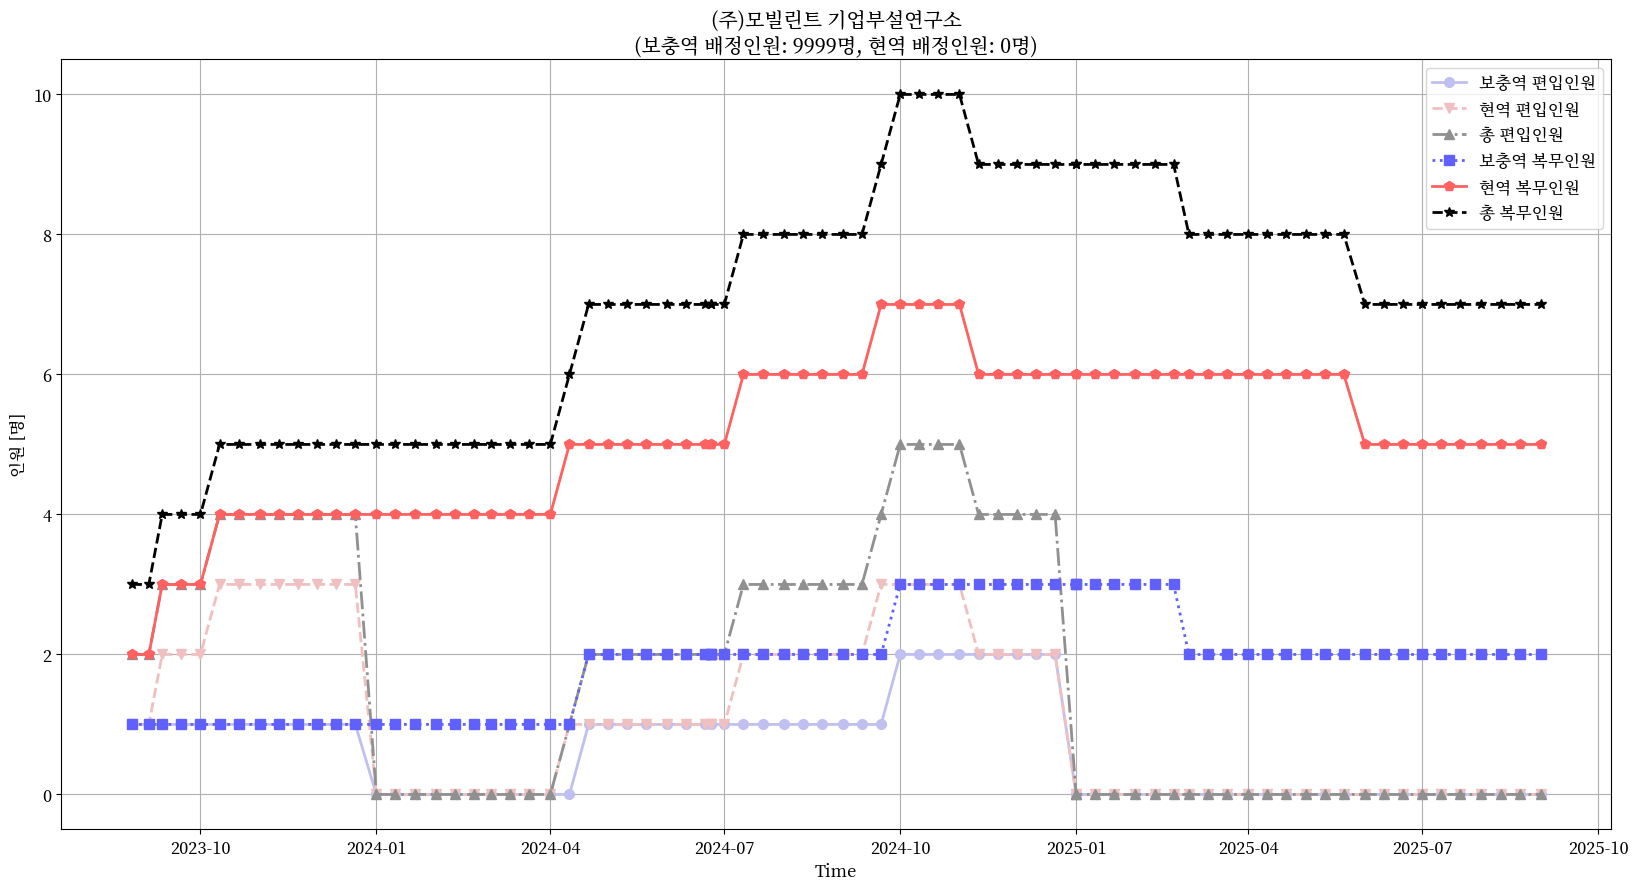 (주)모빌린트 기업부설연구소
(보충역 배정인원: 9999명, 현역 배정인원: 0명)
인원 [명]
10
8
6
4
2
0
보충역 편입인원
현역 편입인원
총 편입인원
보충역 복무인원
현역 복무인원
총 복무인원
2023-10
2024-01
2024-04
2024-07
2024-10
2025-01
2025-04
2025-07
2025-10
Time